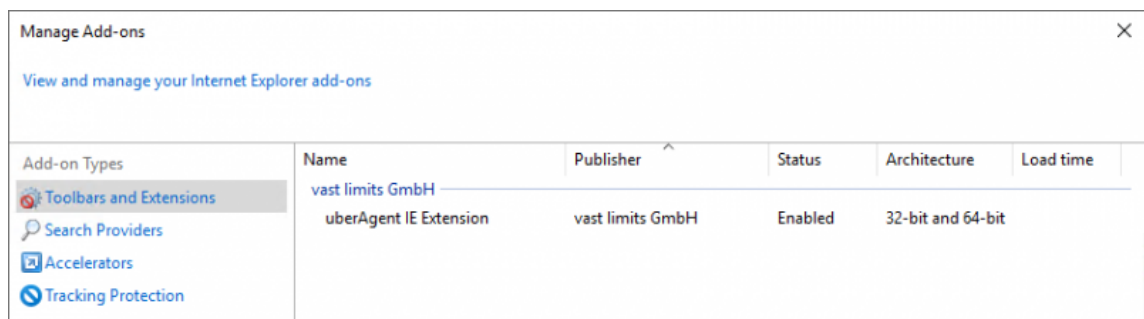 Manage Add-ons
View and manage your Internet Explorer add-ons
Add-on Types
Toolbars and Extensions
Search Providers
Accelerators
Tracking Protection
Name Publisher Status Architecture Load time
vast limits GmbH
uberAgent IE Extension vast limits GmbH Enabled 32-bit and 64-bit